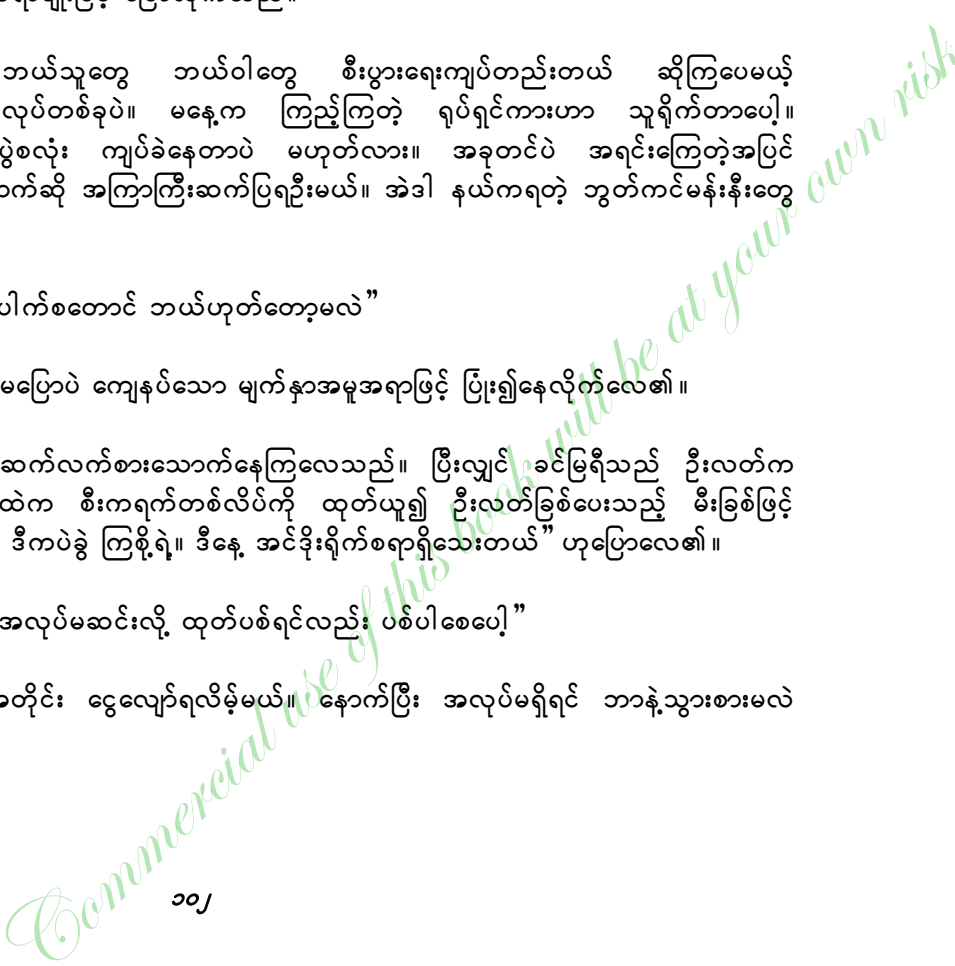 ဘယ်သူတွေ ဘယ်ဝါတွေ စီးပွားရေးကျပ်တည်းတယ် ဆိုကြပေမယ့်
လုပ်တစ်ခုပဲ။ မနေ့က ကြည့်ကြတဲ့ ရုပ်ရှင်ကားဟာ သူရိုက်တာပေါ့။
ပွဲစလုံး ကျပ်ခဲနေတာပဲ မဟုတ်လား။ အခုတင်ပဲ အရင်းကြေတဲ့အပြင်
ဆို အကြာကြီးဆက်ပြရဦးမယ်။ အဲဒါ နယ်ကရတဲ့ ဘွတ်ကင်မန်းနီးတွေ
ပါက်စတောင် ဘယ်ဟုတ်တော့မလဲ”
မပြောပဲ ကျေနပ်သော မျက်နှာအမူအရာဖြင့် ပြုံး၍နေလိုက်လေ၏။
ဆက်လက်စားသောက်နေကြလေသည်။ ပြီးလျှင် ခင်မြရီသည် ဦးလတ်က
ထဲက စီးကရက်တစ်လိပ်ကို ထုတ်ယူ၍ ဦးလတ်ခြစ်ပေးသည့် မီးခြစ်ဖြင့်
ဒီကပဲခွဲ ကြစို့ရဲ့။ ဒီနေ့ အင်ဒိုးရိုက်စရာရှိသေးတယ်” ဟုပြောလေ၏။
အလုပ်မဆင်းလို့ ထုတ်ပစ်ရင်လည်း ပစ်ပါစေပေါ့”
အတိုင်း ငွေလျော်ရလိမ့်မယ်။ နောက်ပြီး အလုပ်မရှိရင် ဘာနဲ့သွားစားမလဲ
၁၀၂
Commercial use of this book will be at your own risk